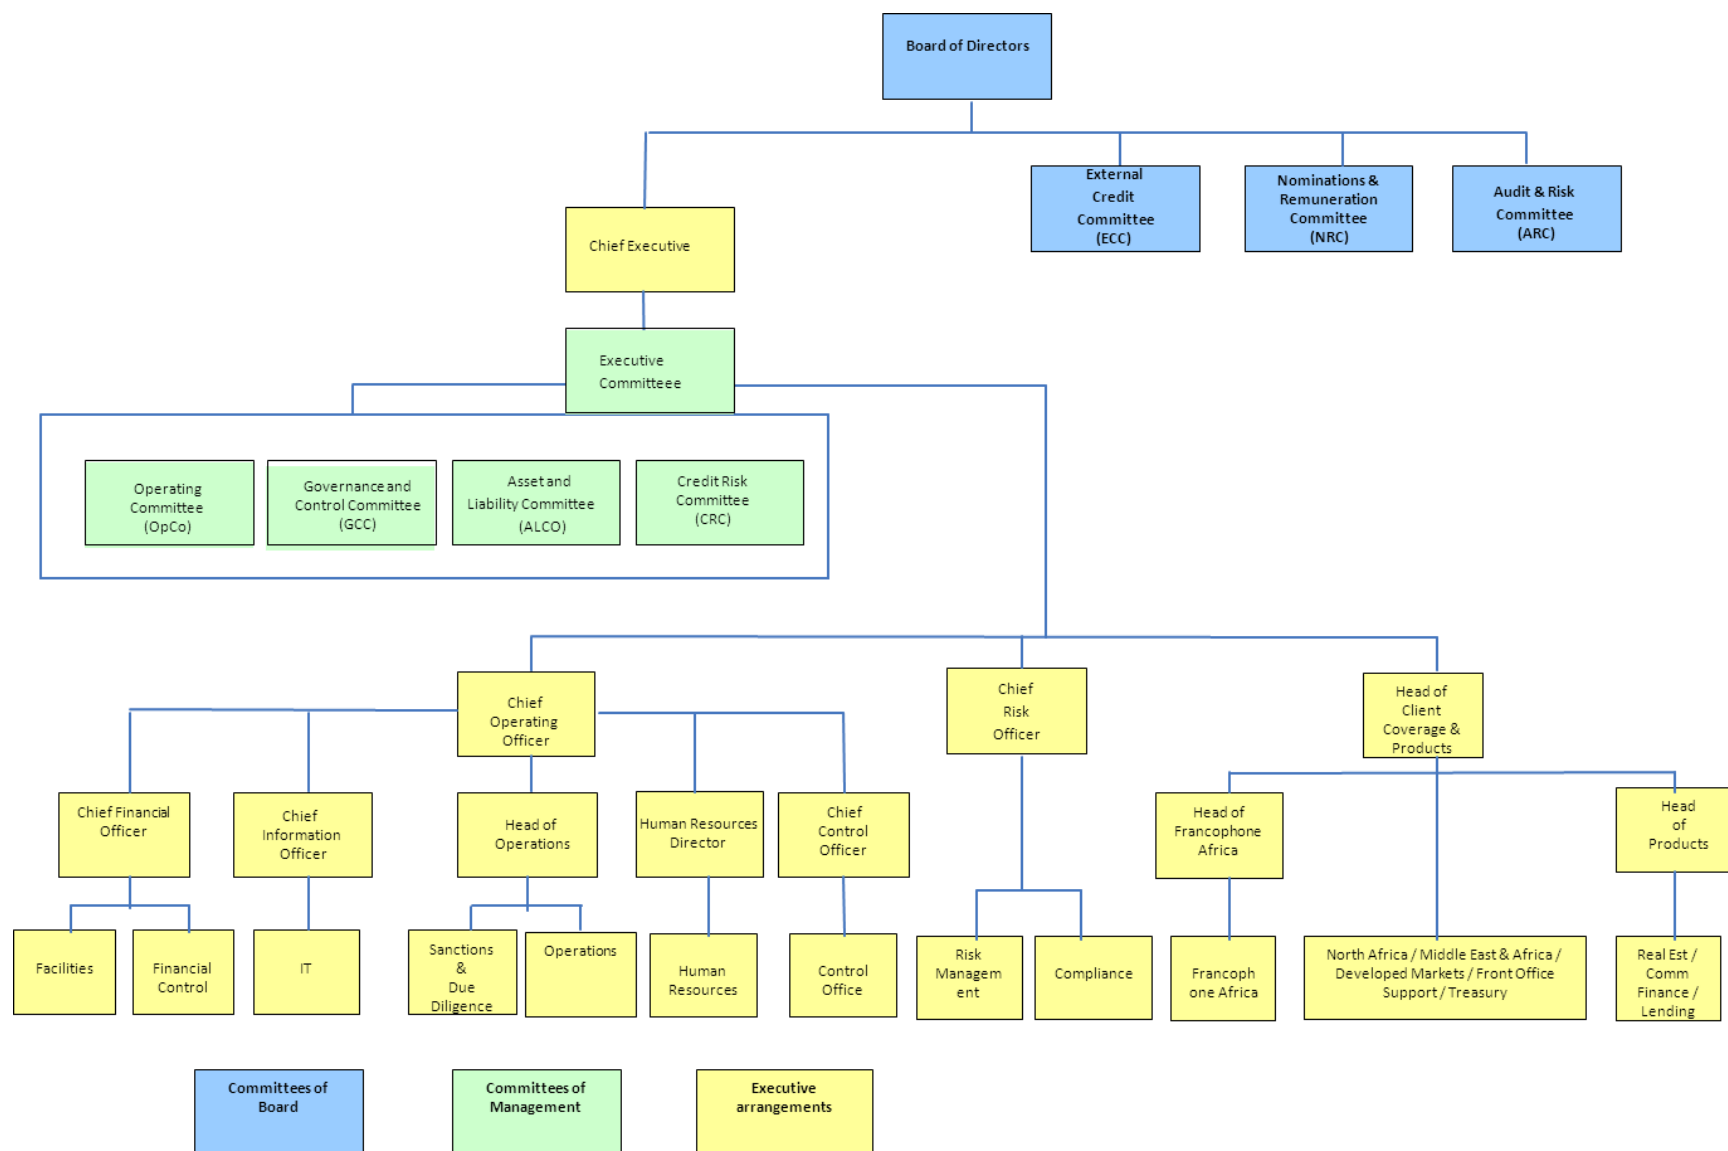 Board of Directors
External
Credit
Committee
(ECC)
Nominations &
Remuneration
Committee
(NRC)
Audit & Risk
Committee
(ARC)
Chief Executive
Executive
Committeee
Operating
Committee
(OpCo)
Governance and
Control Committee
(GCC)
Asset and
Liability Committee
(ALCO)
Credit Risk
Committee
(CRC)
Chief
Operating
Officer
Chief
Risk
Officer
Head of
Client
Coverage &
Products
Chief Financial
Officer
Chief
Information
Officer
Head of
Operations
Human Resources
Director
Chief
Control
Officer
Head of
Francophone
Africa
Head
of
Products
Facilities
Financial
Control
IT
Sanctions
&
Due
Diligence
Operations
Human
Resources
Control
Office
Risk
Managem
ent
Compliance
Francoph
one Africa
North Africa / Middle East & Africa /
Developed Markets / Front Office
Support / Treasury
Real Est /
Comm
Finance /
Lending
Committees of
Board
Committees of
Management
Executive
arrangements